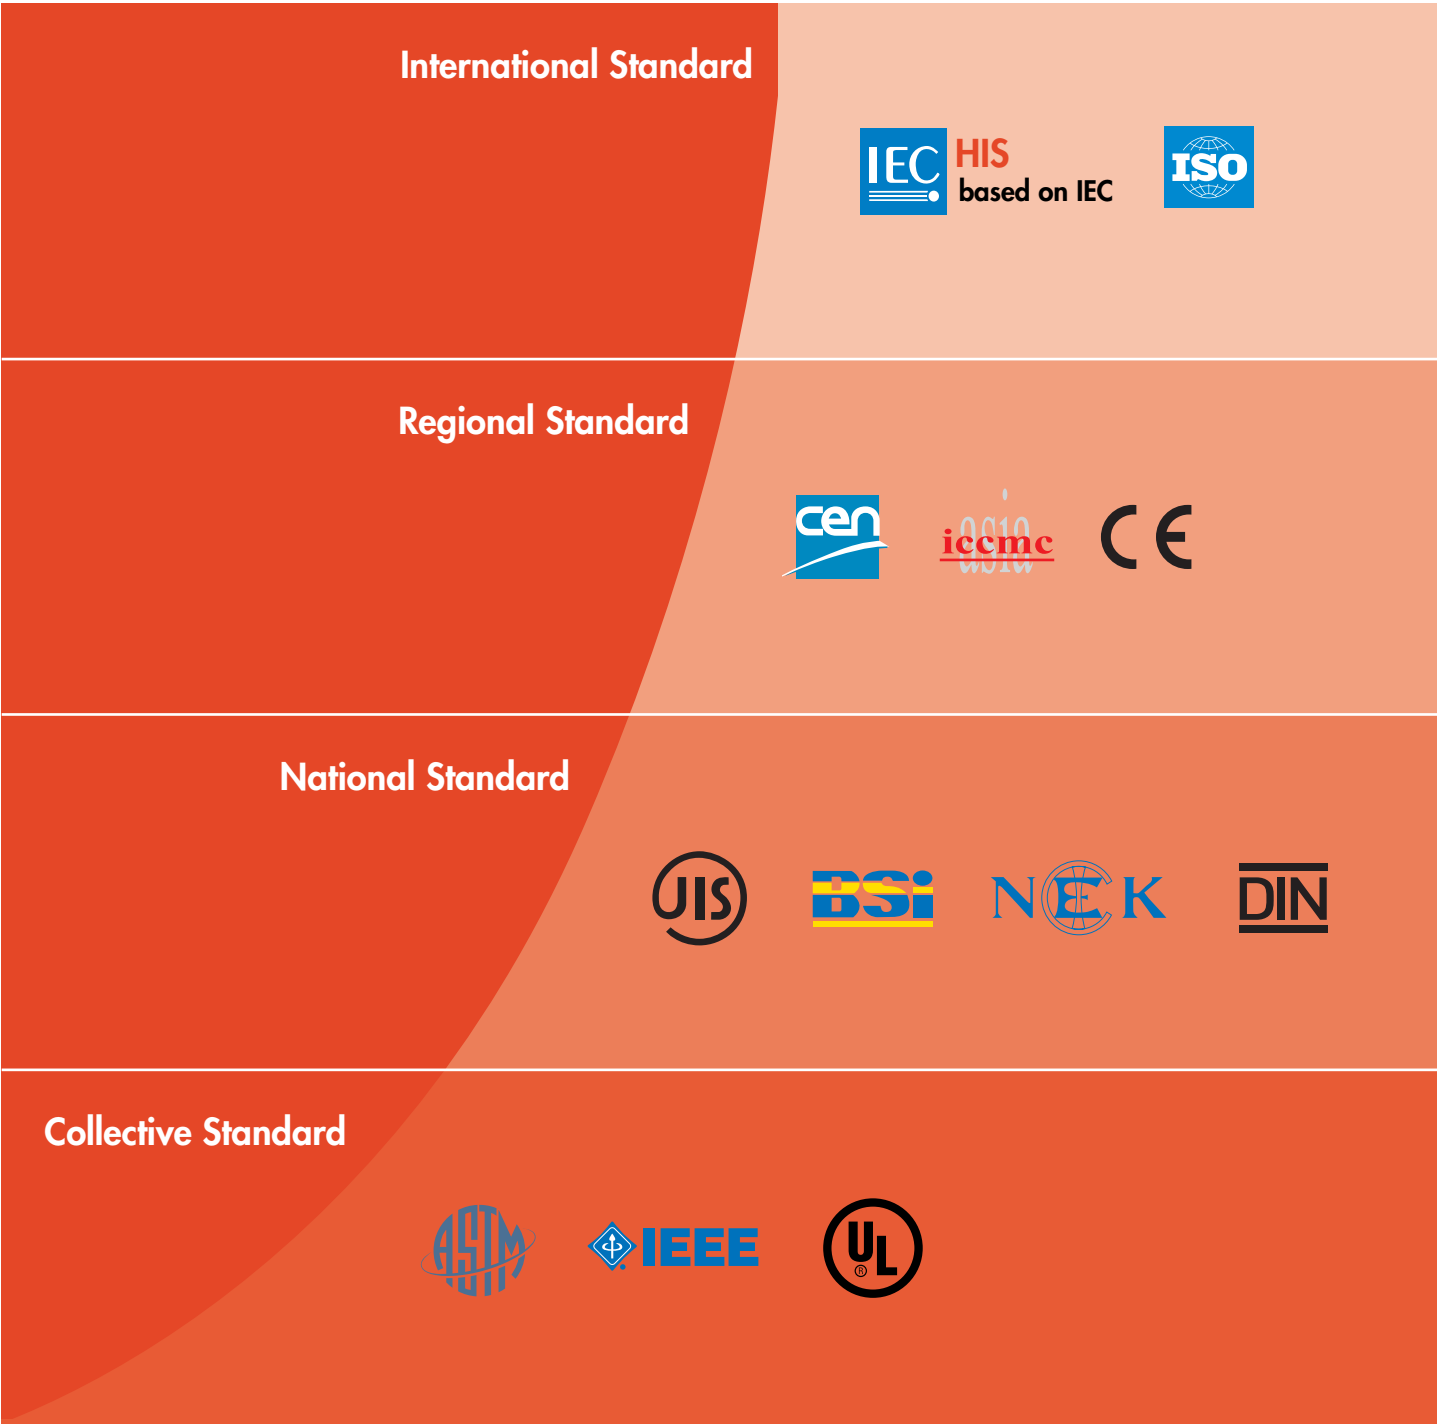 International Standard
IEC
HIS
based on IEC
ISO
Regional Standard
cen
asia
iccmc
CE
National Standard
JIS
BSi
NEK
DIN
Collective Standard
ASTM
IEEE
UL
®